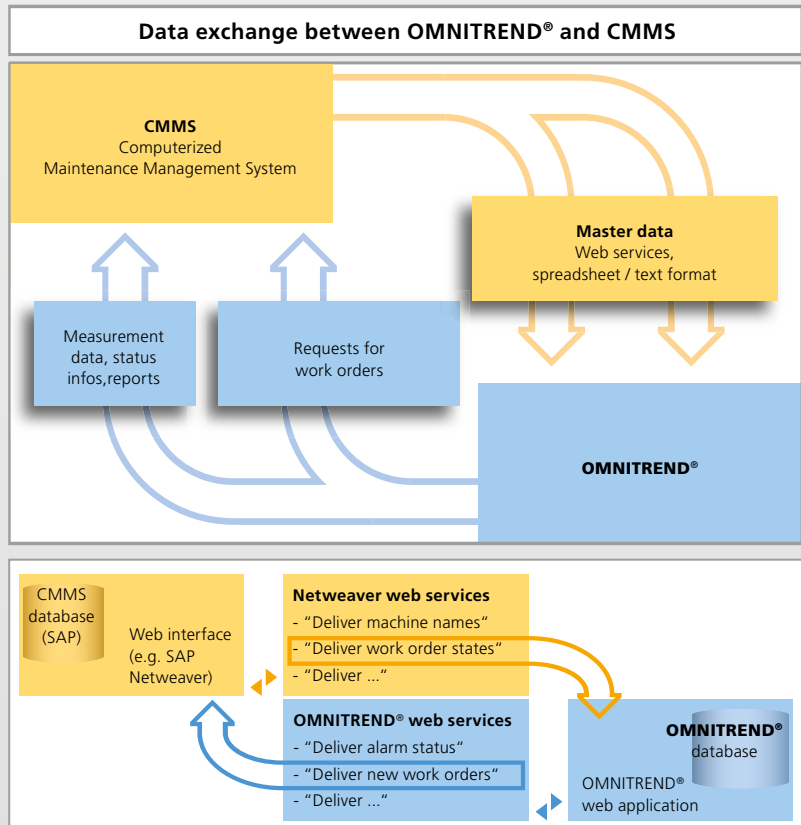 Data exchange between OMNITREND® and CMMS
CMMS
Computerized
Maintenance Management System
Master data
Web services,
spreadsheet / text format
Measurement
data, status
infos,reports
Requests for
work orders
OMNITREND®
CMMS
database
(SAP)
Web interface
(e.g. SAP
Netweaver)
Netweaver web services
- “Deliver machine names“
- “Deliver work order states“
- “Deliver ...“
OMNITREND® web services
- “Deliver alarm status“
- “Deliver new work orders“
- “Deliver ...“
OMNITREND®
database
OMNITREND®
web application